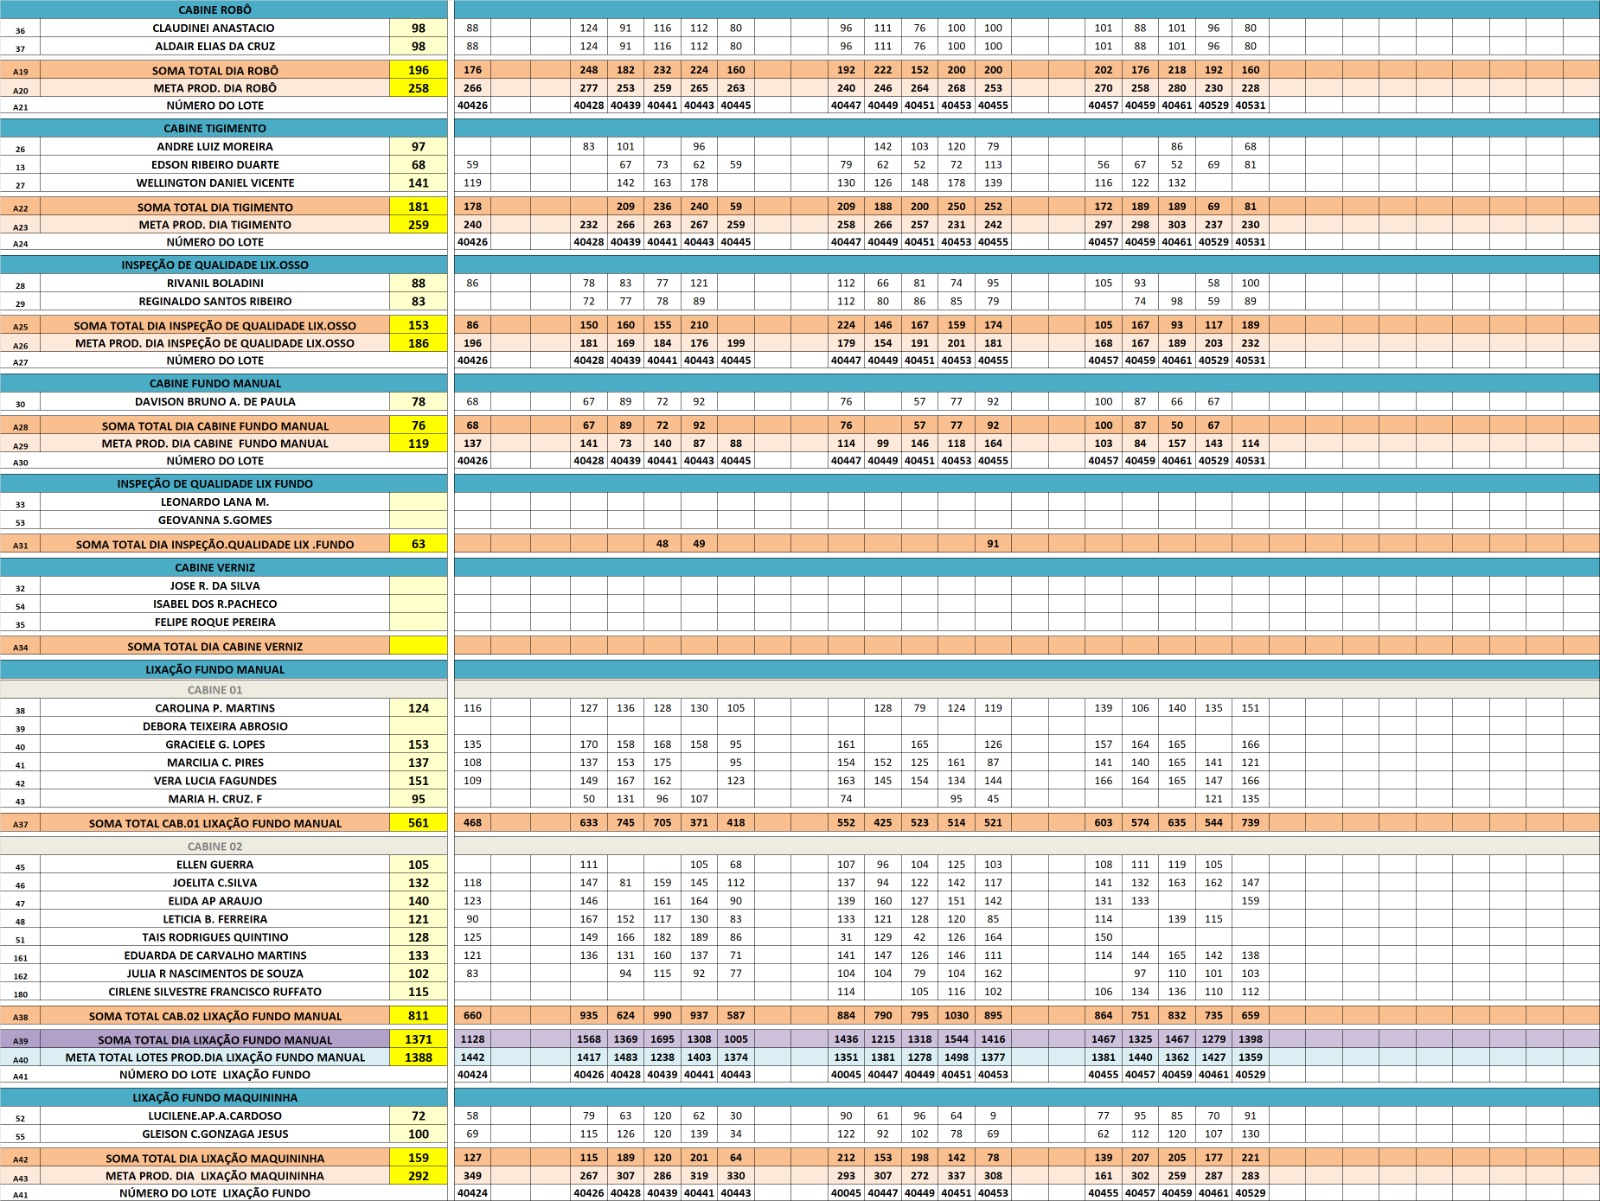 CABINE ROBÔ
36 CLAUDINEI ANASTACIO 98 88 124 91 116 112 80 96 111 76 100 100 101 88 101 96 80
37 ALDAIR ELIAS DA CRUZ 98 88 124 91 116 112 80 96 111 76 100 100 101 88 101 96 80
A19 SOMA TOTAL DIA ROBÔ 196 176 248 182 232 224 160 192 222 152 200 200 202 176 218 192 160
A20 META PROD. DIA ROBÔ 258 266 277 253 259 265 263 240 246 264 268 253 270 258 280 230 228
A21 NÚMERO DO LOTE 40426 40428 40439 40441 40443 40445 40447 40449 40451 40453 40455 40457 40459 40461 40529 40531
CABINE TIGIMENTO
26 ANDRE LUIZ MOREIRA 97 83 101 96 142 103 120 79 86 68
13 EDSON RIBEIRO DUARTE 68 59 67 73 62 59 79 62 52 72 113 56 67 52 69 81
27 WELLINGTON DANIEL VICENTE 141 119 142 163 178 130 126 148 178 139 116 122 132
A22 SOMA TOTAL DIA TIGIMENTO 181 178 209 236 240 59 209 188 200 250 252 172 189 189 69 81
A23 META PROD. DIA TIGIMENTO 259 240 232 266 263 267 259 258 266 257 231 242 297 298 303 237 230
A24 NÚMERO DO LOTE 40426 40428 40439 40441 40443 40445 40447 40449 40451 40453 40455 40457 40459 40461 40529 40531
INSPEÇÃO DE QUALIDADE LIX.OSSO
28 RIVANIL BOLADINI 88 86 78 83 77 121 112 66 81 74 95 105 93 58 100
29 REGINALDO SANTOS RIBEIRO 83 72 77 78 89 112 80 86 85 79 74 98 59 89
A25 SOMA TOTAL DIA INSPEÇÃO DE QUALIDADE LIX.OSSO 153 86 150 160 155 210 224 146 167 159 174 105 167 93 117 189
A26 META PROD. DIA INSPEÇÃO DE QUALIDADE LIX.OSSO 186 196 181 169 184 176 199 179 154 191 201 181 168 167 189 203 232
A27 NÚMERO DO LOTE 40426 40428 40439 40441 40443 40445 40447 40449 40451 40453 40455 40457 40459 40461 40529 40531
CABINE FUNDO MANUAL
30 DAVISON BRUNO A. DE PAULA 78 68 67 89 72 92 76 57 77 92 100 87 66 67
A28 SOMA TOTAL DIA CABINE FUNDO MANUAL 76 68 67 89 72 92 76 57 77 92 100 87 50 67
A29 META PROD. DIA CABINE FUNDO MANUAL 119 137 141 73 140 87 88 114 99 146 118 164 103 84 157 143 114
A30 NÚMERO DO LOTE 40426 40428 40439 40441 40443 40445 40447 40449 40451 40453 40455 40457 40459 40461 40529 40531
INSPEÇÃO DE QUALIDADE LIX FUNDO
33 LEONARDO LANA M.
53 GEOVANNA S.GOMES
A31 SOMA TOTAL DIA INSPEÇÃO.QUALIDADE LIX .FUNDO 63 48 49 91
CABINE VERNIZ
32 JOSE R. DA SILVA
54 ISABEL DOS R.PACHECO
35 FELIPE ROQUE PEREIRA
A34 SOMA TOTAL DIA CABINE VERNIZ
LIXAÇÃO FUNDO MANUAL
CABINE 01
38 CAROLINA P. MARTINS 124 116 127 136 128 130 105 128 79 124 119 139 106 140 135 151
39 DEBORA TEIXEIRA ABROSIO
40 GRACIELE G. LOPES 153 135 170 158 168 158 95 161 165 126 157 164 165 166
41 MARCILIA C. PIRES 137 108 137 153 175 95 154 152 125 161 87 141 140 165 141 121
42 VERA LUCIA FAGUNDES 151 109 149 167 162 123 163 145 154 134 144 166 164 165 147 166
43 MARIA H. CRUZ. F 95 50 131 96 107 74 95 45 121 135
A37 SOMA TOTAL CAB.01 LIXAÇÃO FUNDO MANUAL 561 468 633 745 705 371 418 552 425 523 514 521 603 574 635 544 739
CABINE 02
45 ELLEN GUERRA 105 111 105 68 107 96 104 125 103 108 111 119 105
46 JOELITA C.SILVA 132 118 147 81 159 145 112 137 94 122 142 117 141 132 163 162 147
47 ELIDA AP ARAUJO 140 123 146 161 164 90 139 160 127 151 142 131 133 159
48 LETICIA B. FERREIRA 121 90 167 152 117 130 83 133 121 128 120 85 114 139 115
51 TAIS RODRIGUES QUINTINO 128 125 149 166 182 189 86 31 129 42 126 164 150
161 EDUARDA DE CARVALHO MARTINS 133 121 136 131 160 137 71 141 147 126 146 111 114 144 165 142 138
162 JULIA R NASCIMENTOS DE SOUZA 102 83 94 115 92 77 104 104 79 104 162 97 110 101 103
180 CIRLENE SILVESTRE FRANCISCO RUFFATO 115 114 105 116 102 106 134 136 110 112
A38 SOMA TOTAL CAB.02 LIXAÇÃO FUNDO MANUAL 811 660 935 624 990 937 587 884 790 795 1030 895 864 751 832 735 659
A39 SOMA TOTAL DIA LIXAÇÃO FUNDO MANUAL 1371 1128 1568 1369 1695 1308 1005 1436 1215 1318 1544 1416 1467 1325 1467 1279 1398
A40 META TOTAL LOTES PROD.DIA LIXAÇÃO FUNDO MANUAL 1388 1442 1417 1483 1238 1403 1374 1351 1381 1278 1498 1377 1381 1440 1362 1427 1359
A41 NÚMERO DO LOTE LIXAÇÃO FUNDO 40424 40426 40428 40439 40441 40443 40045 40447 40449 40451 40453 40455 40457 40459 40461 40529
LIXAÇÃO FUNDO MAQUININHA
52 LUCILENE.AP.A.CARDOSO 72 58 79 63 120 62 30 90 61 96 64 9 77 95 85 70 91
55 GLEISON C.GONZAGA JESUS 100 69 115 126 120 139 34 122 92 102 78 69 62 112 120 107 130
A42 SOMA TOTAL DIA LIXAÇÃO MAQUININHA 159 127 115 189 120 201 64 212 153 198 142 78 139 207 205 177 221
A43 META PROD. DIA LIXAÇÃO MAQUININHA 292 349 267 307 286 319 330 293 307 272 337 308 161 302 259 287 283
A41 NÚMERO DO LOTE LIXAÇÃO FUNDO 40424 40426 40428 40439 40441 40443 40045 40447 40449 40451 40453 40455 40457 40459 40461 40529